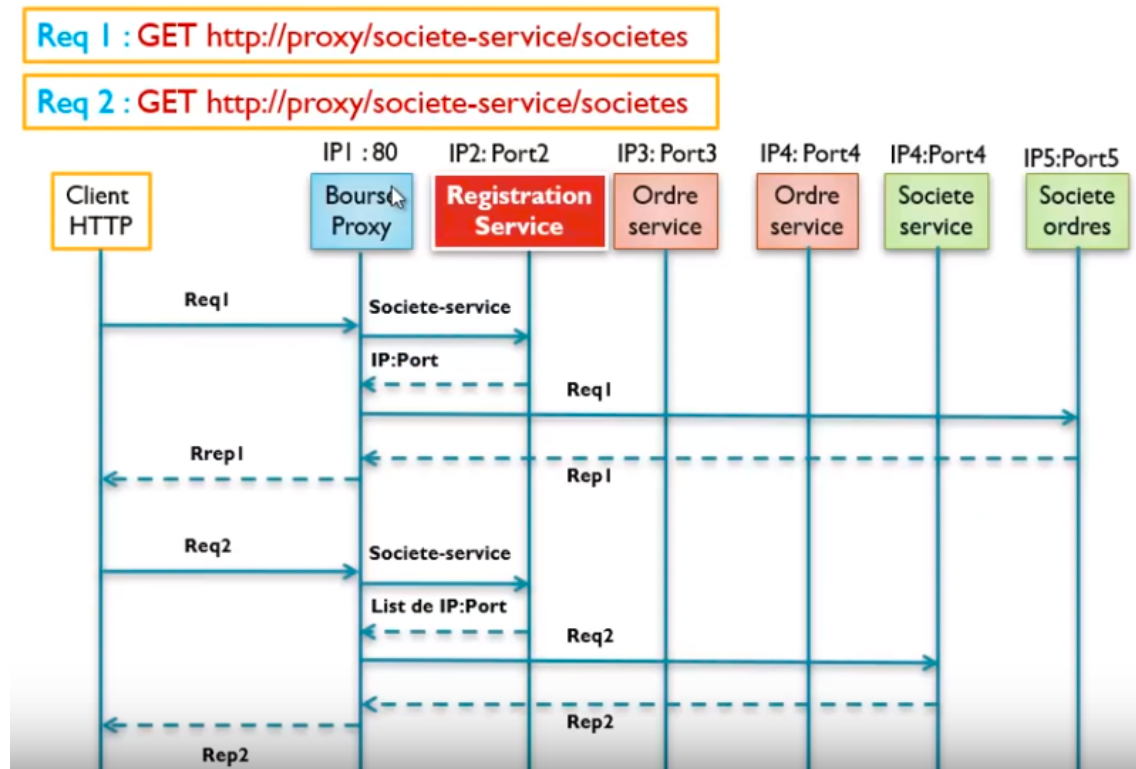 Req 1 : GET http://proxy/societe-service/societes
Req 2 : GET http://proxy/societe-service/societes
IP1 : 80
IP2: Port2
IP3: Port3
IP4: Port4
IP4:Port4
IP5:Port5
Client
HTTP
Bourse
Proxy
Registration
Service
Ordre
service
Ordre
service
Societe
service
Societe
ordres
Req1
Societe-service
IP:Port
Req1
Rrep1
Rep1
Req2
Societe-service
List de IP:Port
Req2
Rep2
Rep2